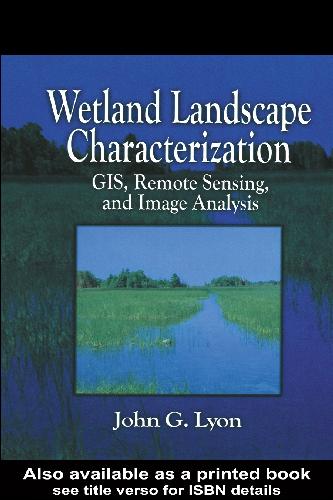 Wetland Landscape
Characterization
GIS, Remote Sensing,
and Image Analysis
John G. Lyon
Also available as a printed book
see title verso for ISBN details